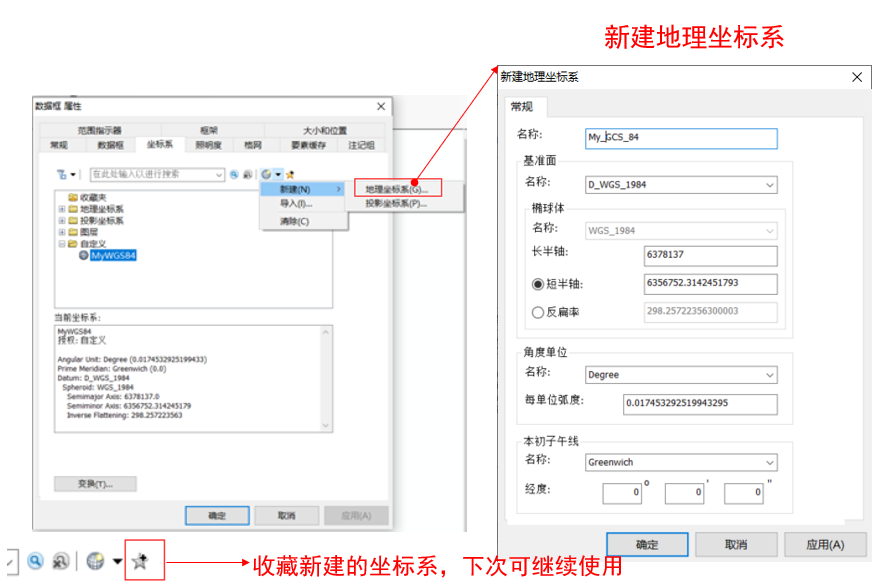 新建地理坐标系
数据框 属性
范围指示器 框架 大小和位置
常规 数据框 坐标系 照明度 格网 要素缓存 注记组
在此处输入以进行搜索
新建(N)
导入(I)...
清除(C)
地理坐标系(G)...
投影坐标系(P)...
收藏夹
地理坐标系
投影坐标系
图层
自定义
MyWGS84
当前坐标系:
MyWGS84
授权: 自定义
Angular Unit: Degree (0.0174532925199433)
Prime Meridian: Greenwich (0.0)
Datum: D_WGS_1984
Spheroid: WGS_1984
Semimajor Axis: 6378137.0
Semiminor Axis: 6356752.314245179
Inverse Flattening: 298.257223563
变换(T)...
确定 取消 应用(A)
新建地理坐标系
常规
名称: My_GCS_84
基准面
名称: D_WGS_1984
椭球体
名称: WGS_1984
长半轴: 6378137
短半轴: 6356752.3142451793
反扁率 298.25722356300003
角度单位
名称: Degree
每单位弧度: 0.017453292519943295
本初子午线
名称: Greenwich
经度: 0 ° 0 ' 0 "
确定 取消 应用(A)
收藏新建的坐标系，下次可继续使用